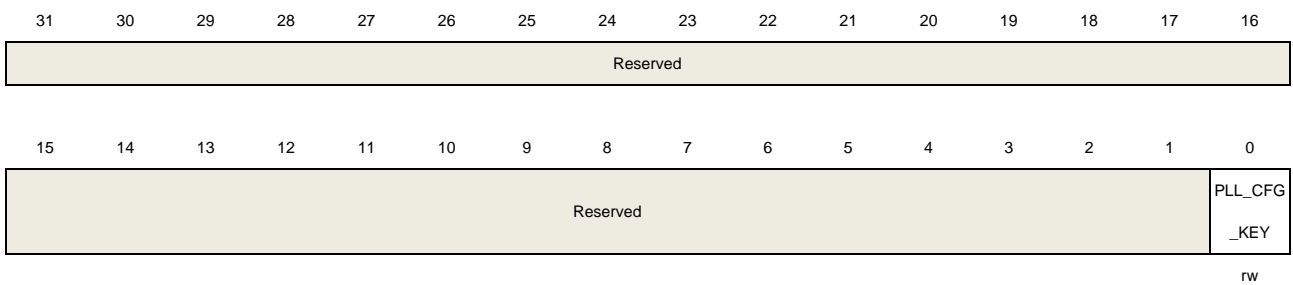 31 30 29 28 27 26 25 24 23 22 21 20 19 18 17 16
Reserved
15 14 13 12 11 10 9 8 7 6 5 4 3 2 1 0
Reserved
PLL_CFG
_KEY
rw